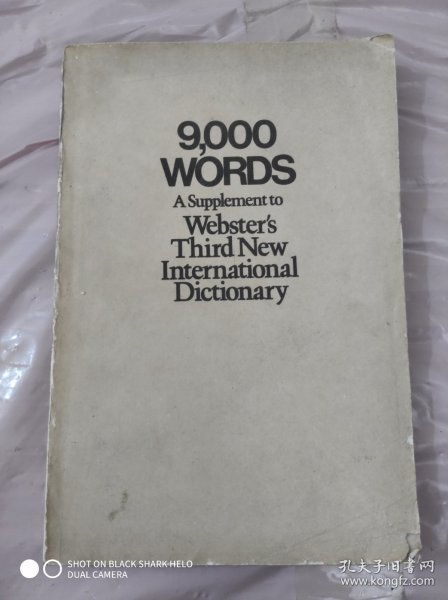 9,000
WORDS
A Supplement to
Webster's
Third New
International
Dictionary
SHOT ON BLACK SHARK HELO
DUAL CAMERA
孔夫子旧书网
www.kongfz.com